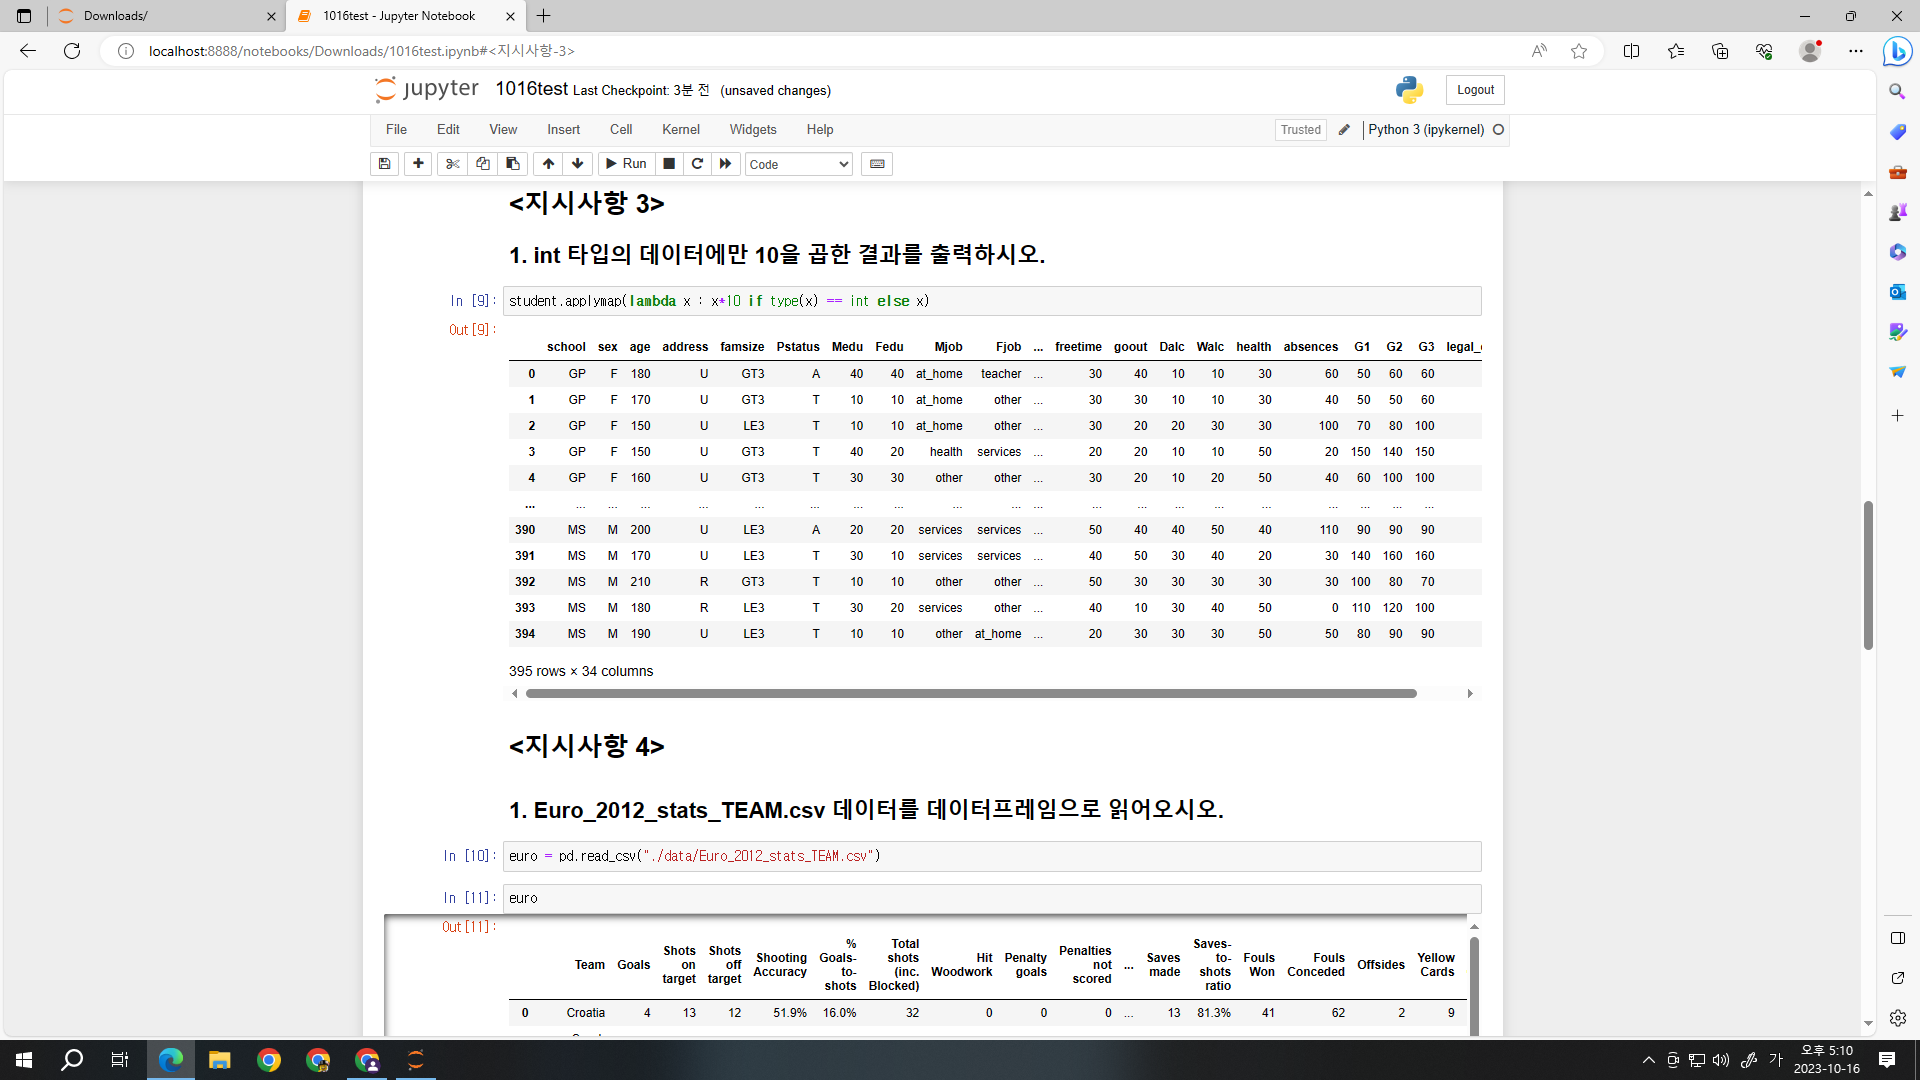 Downloads/
1016test - Jupyter Notebook
localhost:8888/notebooks/Downloads/1016test.ipynb#<지시사항-3>
jupyter 1016test Last Checkpoint: 3분 전 (unsaved changes)
Logout
File Edit View Insert Cell Kernel Widgets Help
Trusted Python 3 (ipykernel)
Run Code
<지시사항 3>
1. int 타입의 데이터에만 10을 곱한 결과를 출력하시오.
In [9]: student.applymap(lambda x : x*10 if type(x) == int else x)
Out[9]:
school sex age address famsize Pstatus Medu Fedu Mjob Fjob ... freetime goout Dalc Walc health absences G1 G2 G3 legal_
0 GP F 180 U GT3 A 40 40 at_home teacher ... 30 40 10 10 30 60 50 60 60
1 GP F 170 U GT3 T 10 10 at_home other ... 30 30 10 10 30 40 50 50 60
2 GP F 150 U LE3 T 10 10 at_home other ... 30 20 20 30 30 100 70 80 100
3 GP F 150 U GT3 T 40 20 health services ... 20 20 10 10 50 20 150 140 150
4 GP F 160 U GT3 T 30 30 other other ... 30 20 10 20 50 40 60 100 100
... ... ... ... ... ... ... ... ... ... ... ... ... ... ... ... ... ... ... ... ...
390 MS M 200 U LE3 A 20 20 services services ... 50 40 40 50 40 110 90 90 90
391 MS M 170 U LE3 T 30 10 services services ... 40 50 30 40 20 30 140 160 160
392 MS M 210 R GT3 T 10 10 other other ... 50 30 30 30 30 30 100 80 70
393 MS M 180 R LE3 T 30 20 services other ... 40 10 30 40 50 0 110 120 100
394 MS M 190 U LE3 T 10 10 other at_home ... 20 30 30 30 50 50 80 90 90
395 rows × 34 columns
<지시사항 4>
1. Euro_2012_stats_TEAM.csv 데이터를 데이터프레임으로 읽어오시오.
In [10]: euro = pd.read_csv("./data/Euro_2012_stats_TEAM.csv")
In [11]: euro
Out[11]:
Team Goals Shots on target Shots off target Shooting Accuracy % Goals-to-shots Total shots (inc. Blocked) Hit Woodwork Penalty goals Penalties not scored ... Saves made Saves-to-shots ratio Fouls Won Fouls Conceded Offsides Yellow Cards
0 Croatia 4 13 12 51.9% 16.0% 32 0 0 0 ... 13 81.3% 41 62 2 9
가
오후 5:10
2023-10-16